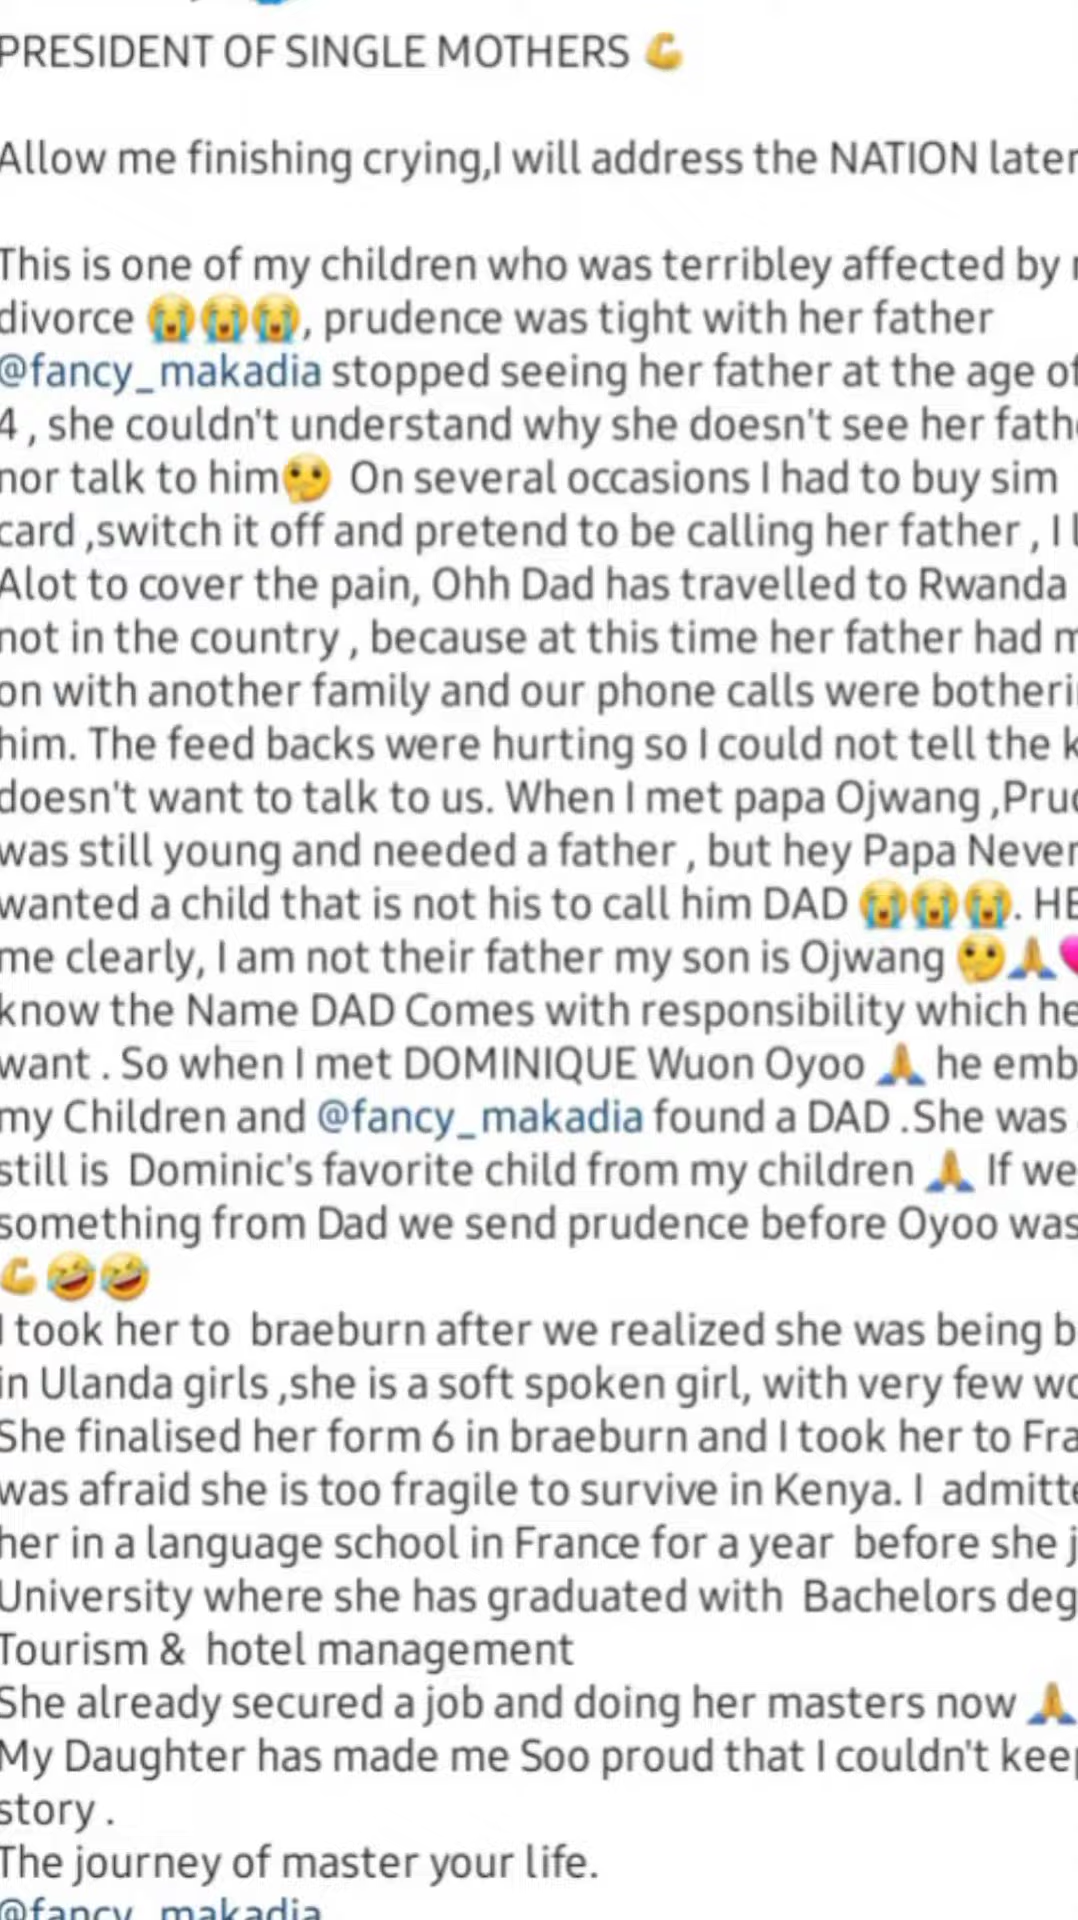 PRESIDENT OF SINGLE MOTHERS 💪
Allow me finishing crying,I will address the NATION later
This is one of my children who was terribley affected by
divorce 😭😭😭, prudence was tight with her father
@fancy_makadia stopped seeing her father at the age of
4 , she couldn't understand why she doesn't see her
nor talk to him🤔 On several occasions I had to buy sim
card ,switch it off and pretend to be calling her father , I
Alot to cover the pain, Ohh Dad has travelled to Rwanda
not in the country , because at this time her father had
on with another family and our phone calls were
him. The feed backs were hurting so I could not tell the
doesn't want to talk to us. When I met papa Ojwang ,
was still young and needed a father , but hey Papa Never
wanted a child that is not his to call him DAD 😭😭😭.
me clearly, I am not their father my son is Ojwang 🤔🙏
know the Name DAD Comes with responsibility which he
want . So when I met DOMINIQUE Wuon Oyoo 🙏 he
my Children and @fancy_makadia found a DAD .She was
still is Dominic's favorite child from my children 🙏 If we
something from Dad we send prudence before Oyoo was
💪🤣🤣
I took her to braeburn after we realized she was being
in Ulanda girls ,she is a soft spoken girl, with very few
She finalised her form 6 in braeburn and I took her to
was afraid she is too fragile to survive in Kenya. I
her in a language school in France for a year before she
University where she has graduated with Bachelors
Tourism & hotel management
She already secured a job and doing her masters now 🙏
My Daughter has made me Soo proud that I couldn't
story .
The journey of master your life.
@fancy_makadia